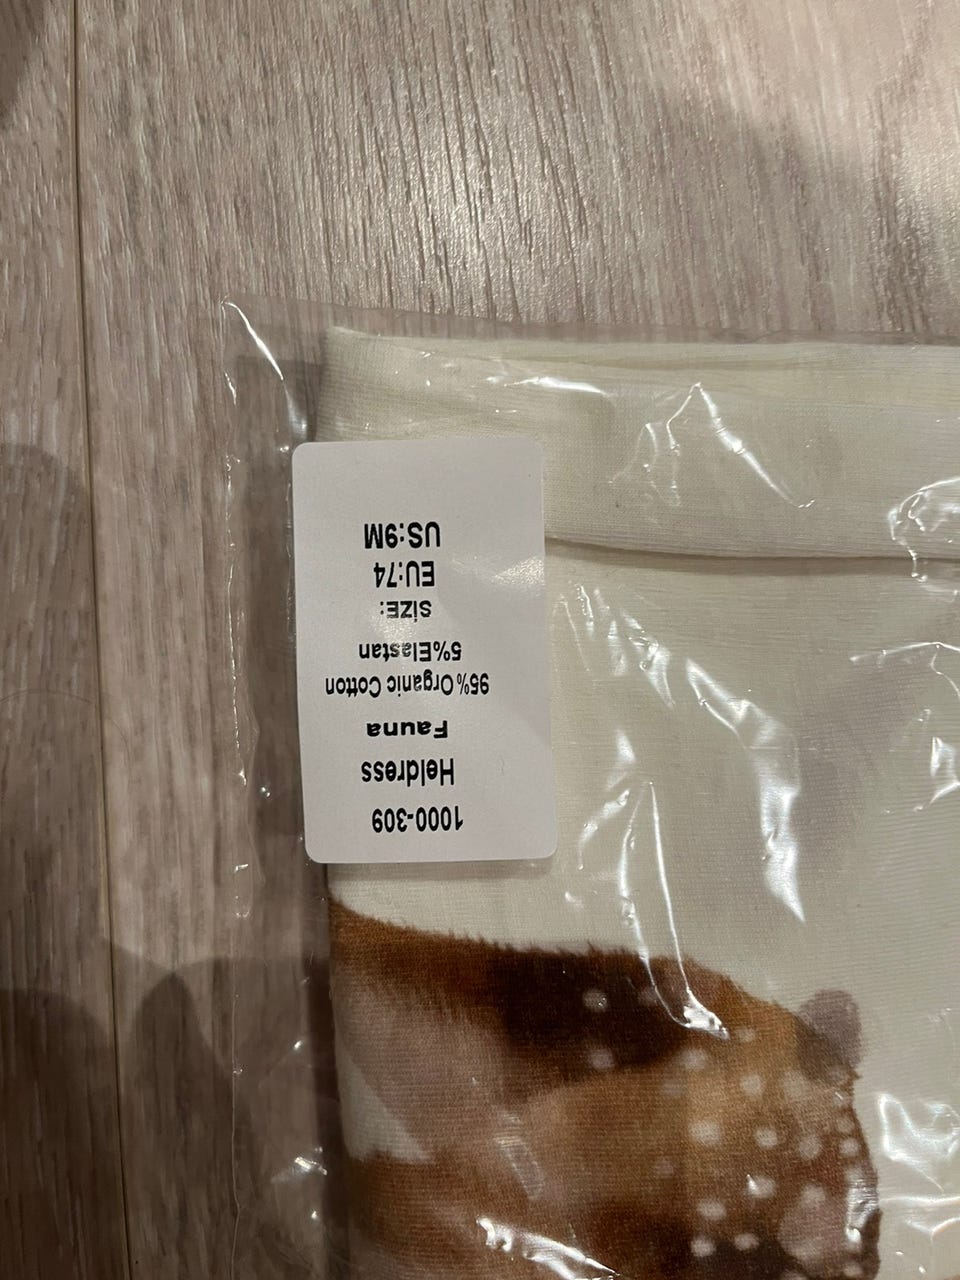 1000-309
Heldress
Fauna
95%Organic Cotton
5%Elastan
SiZE:
EU:74
US:9M